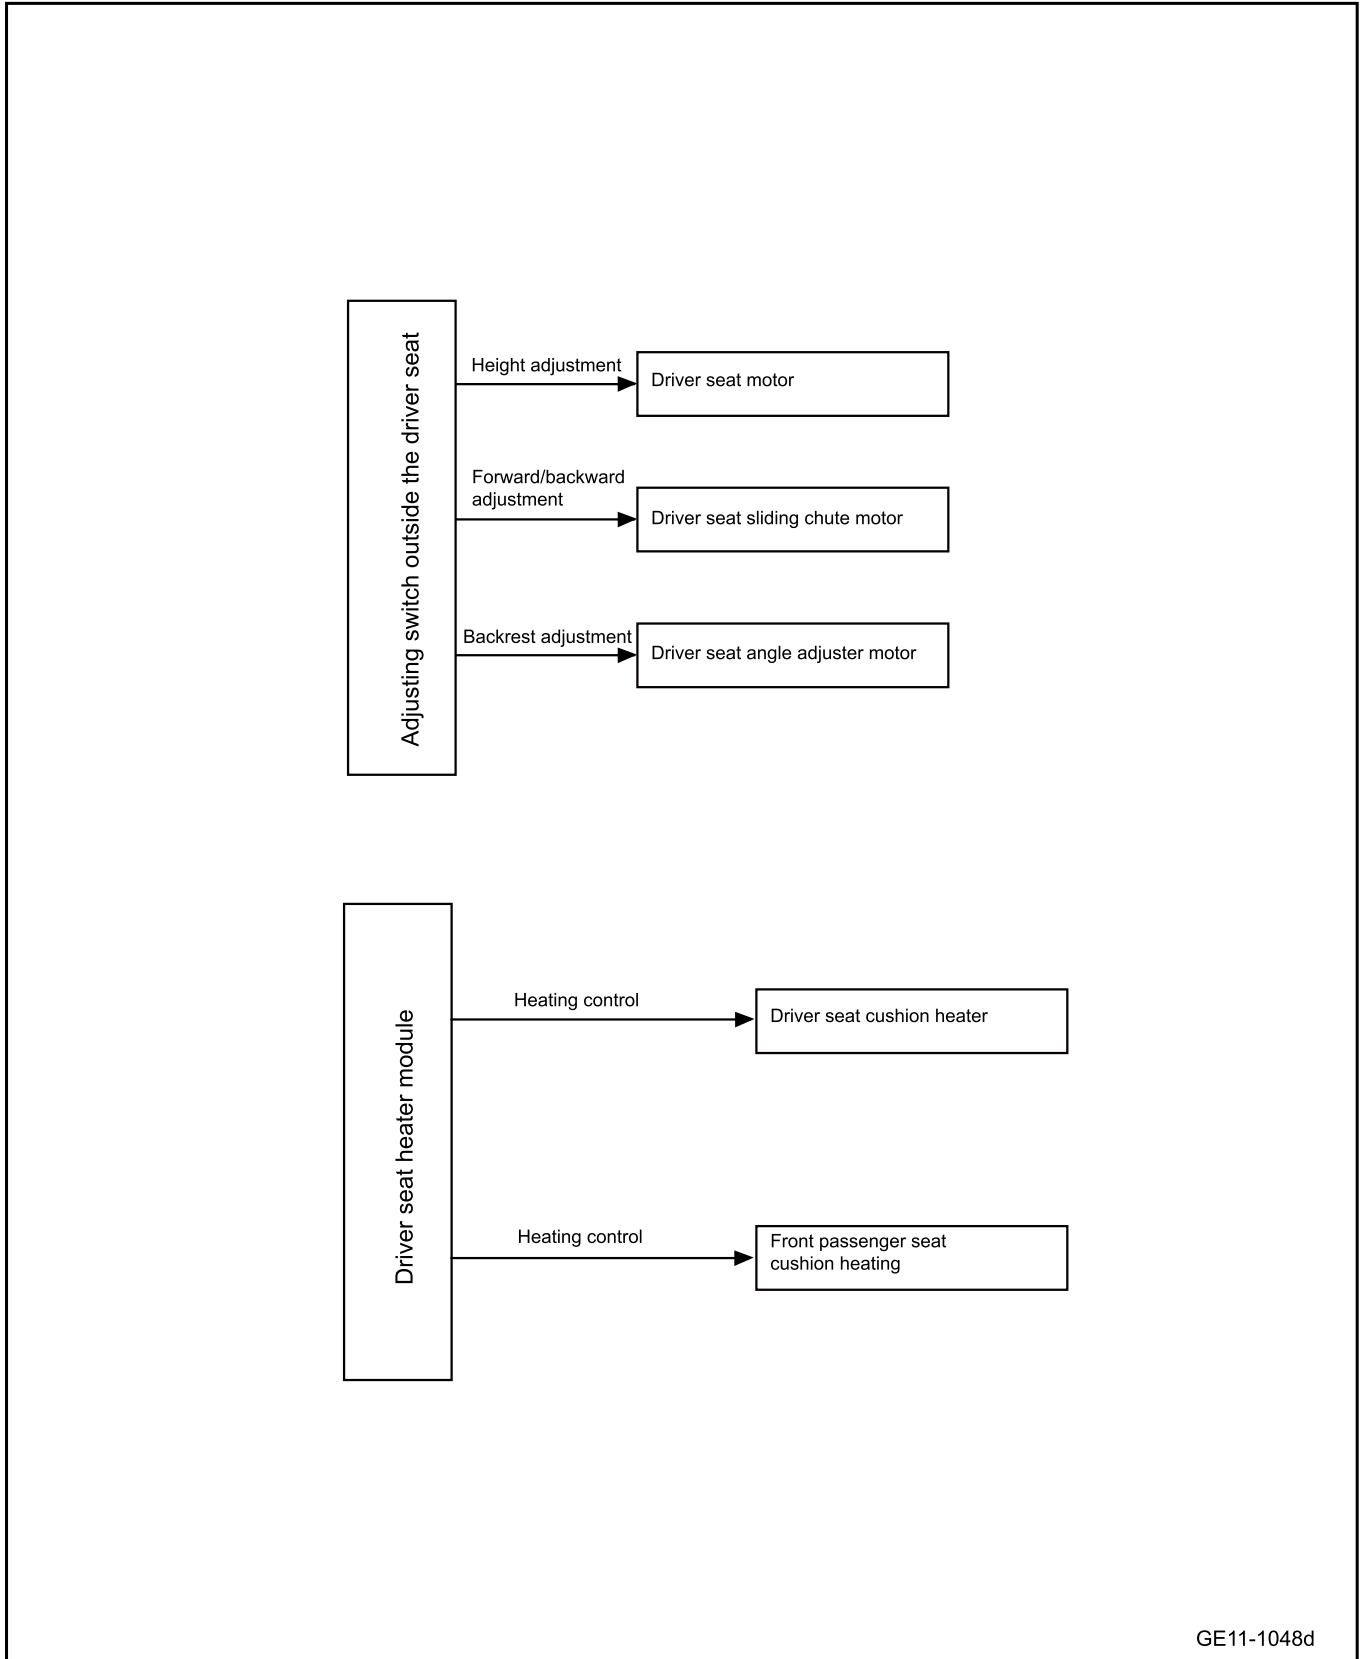 Adjusting switch outside the driver seat
Height adjustment
Driver seat motor
Forward/backward
adjustment
Driver seat sliding chute motor
Backrest adjustment
Driver seat angle adjuster motor
Driver seat heater module
Heating control
Driver seat cushion heater
Heating control
Front passenger seat
cushion heating
GE11-1048d